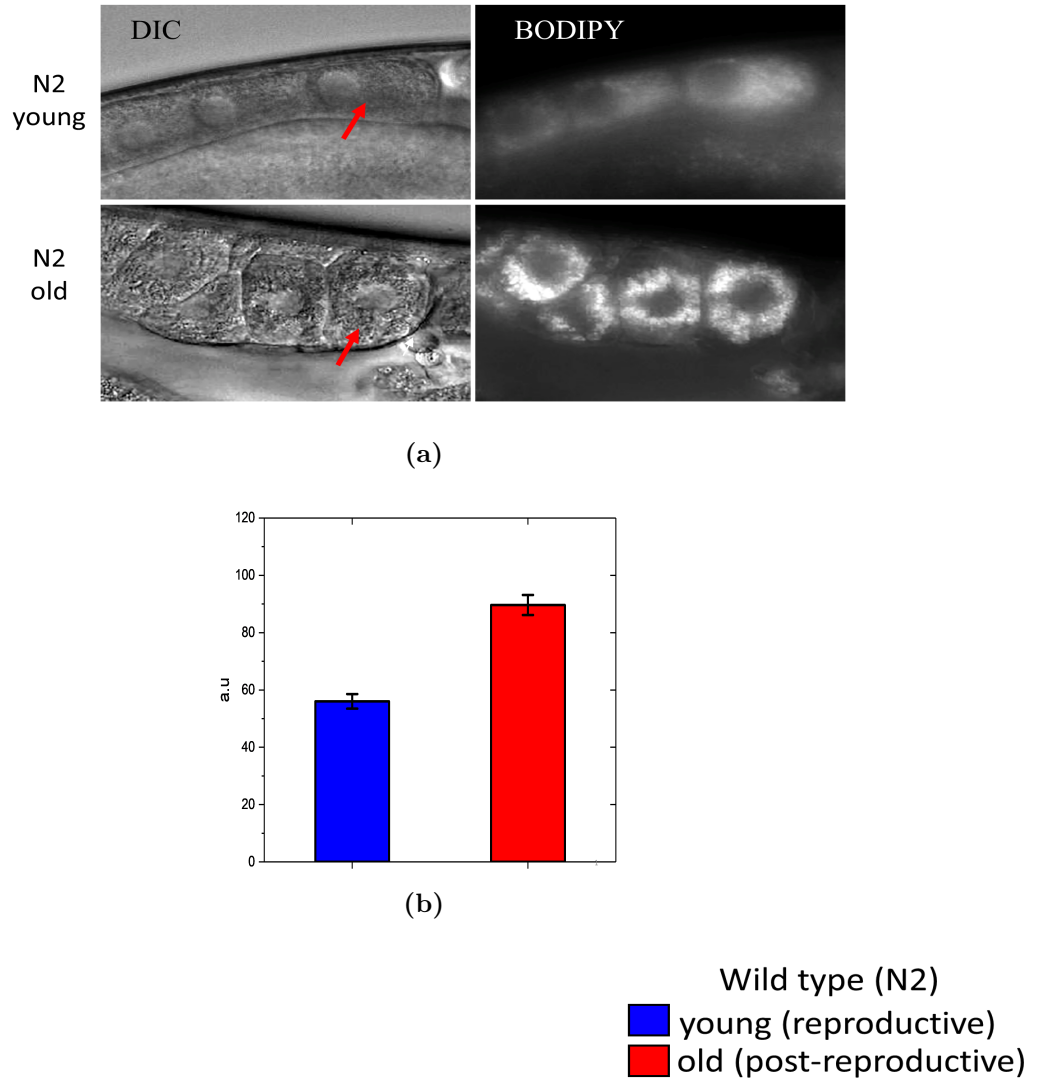 DIC
BODIPY
N2
young
N2
old
(a)
120
100
80
60
40
20
0
a.u
(b)
Wild type (N2)
young (reproductive)
old (post-reproductive)